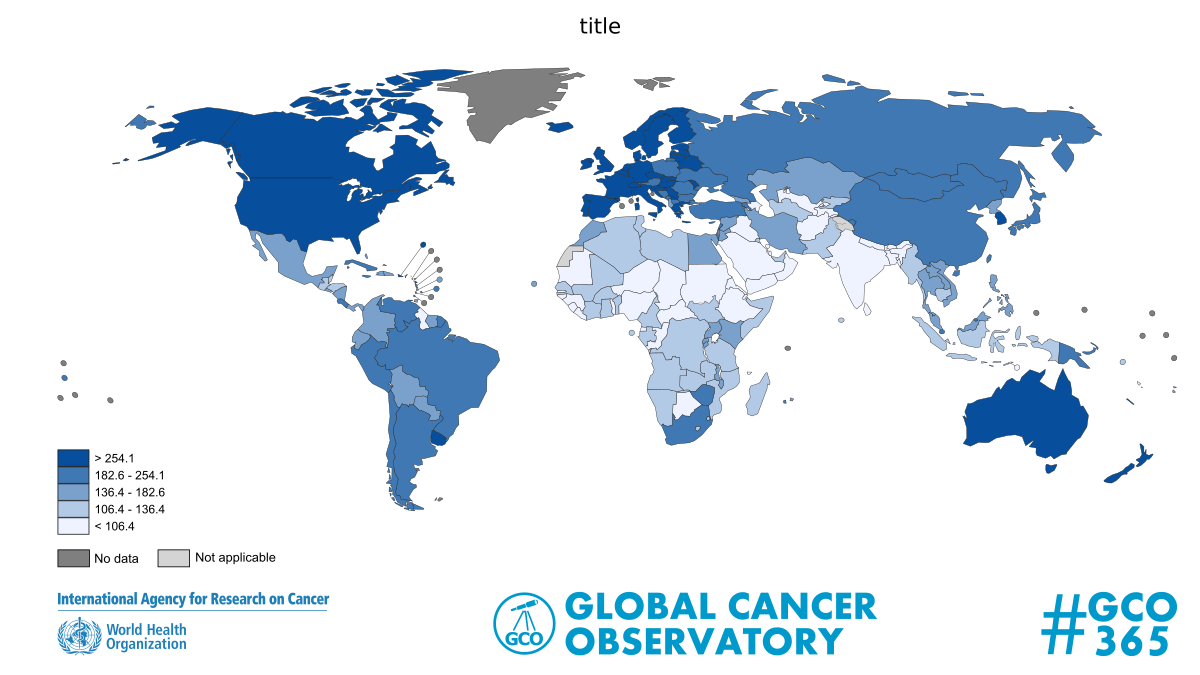 title
> 254.1
182.6 - 254.1
136.4 - 182.6
106.4 - 136.4
< 106.4
No data
Not applicable
International Agency for Research on Cancer
World Health
Organization
GCO
GLOBAL CANCER
OBSERVATORY
#GCO
365